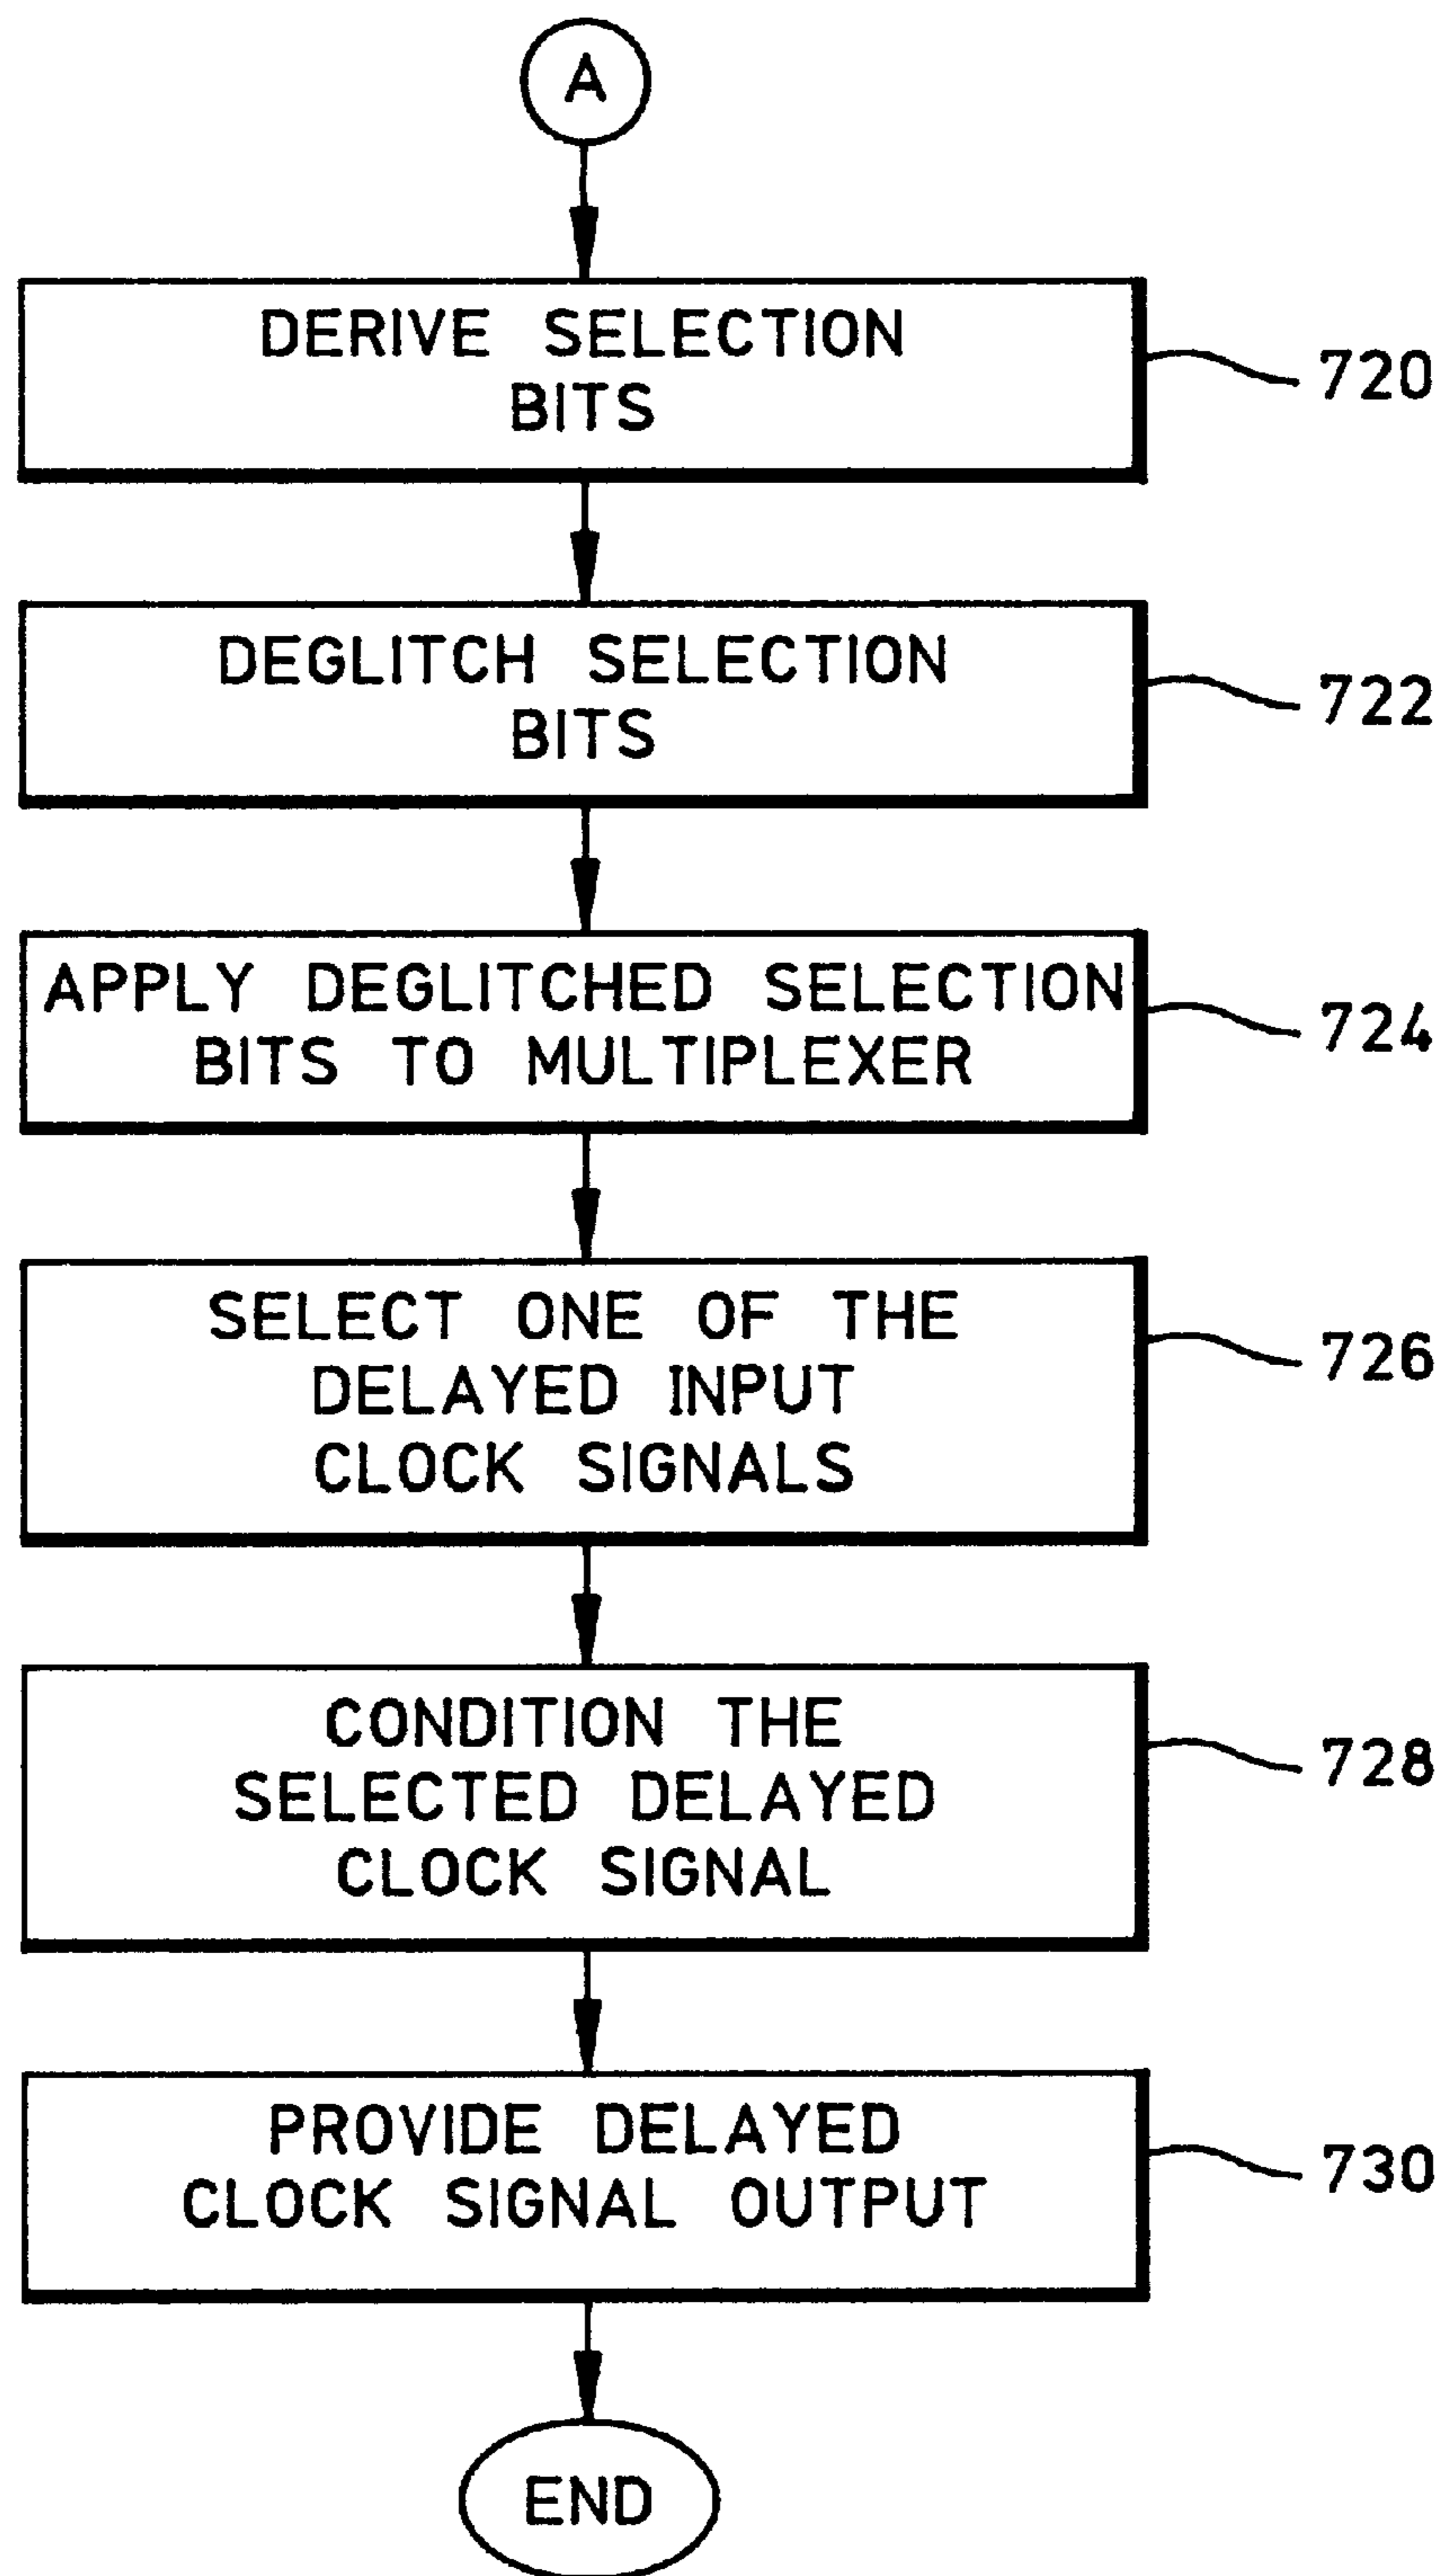 A
DERIVE SELECTION
BITS
720
DEGLITCH SELECTION
BITS
722
APPLY DEGLITCHED SELECTION
BITS TO MULTIPLEXER
724
SELECT ONE OF THE
DELAYED INPUT
CLOCK SIGNALS
726
CONDITION THE
SELECTED DELAYED
CLOCK SIGNAL
728
PROVIDE DELAYED
CLOCK SIGNAL OUTPUT
730
END